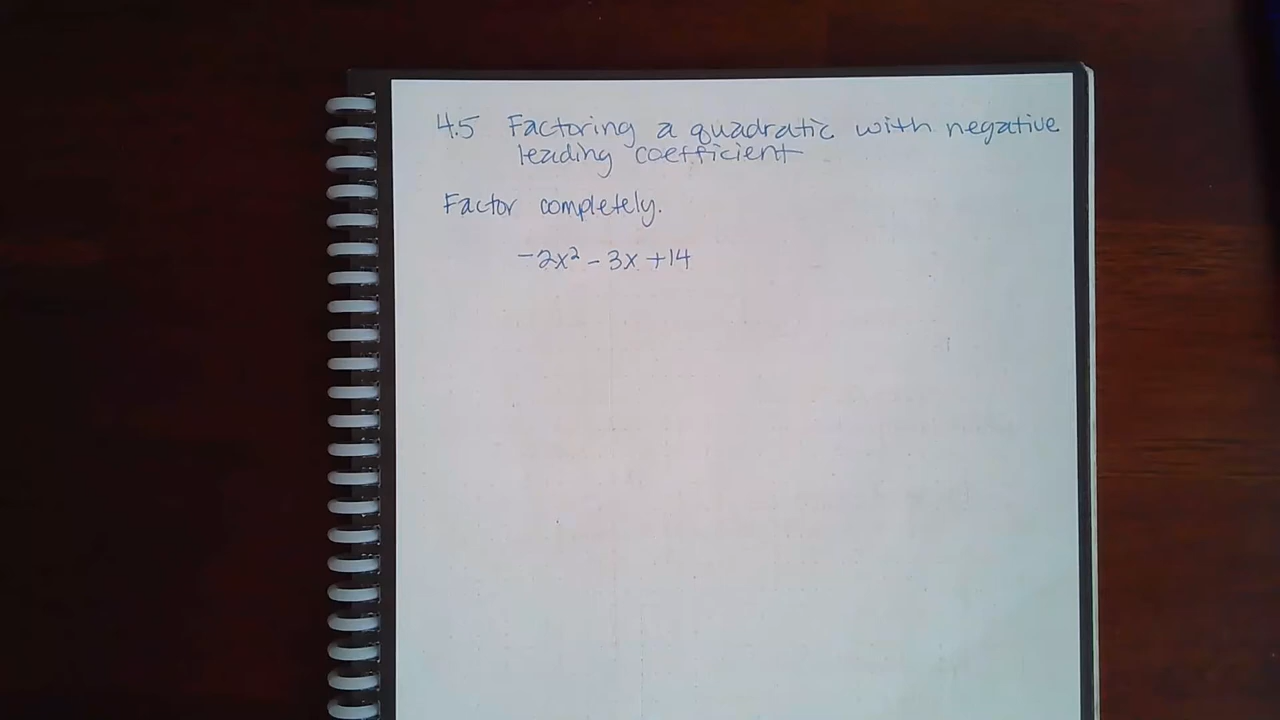 4.5 Factoring a quadratic with negative
leading coefficient
Factor completely.
-2x² - 3x + 14